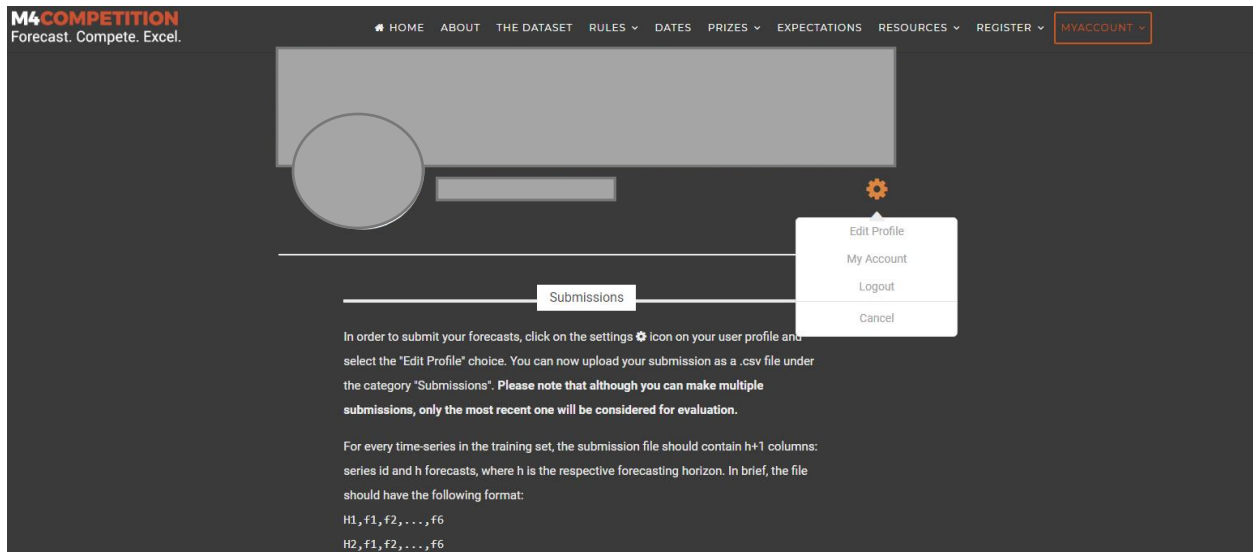 M4COMPETITION
Forecast. Compete. Excel.
HOME ABOUT THE DATASET RULES DATES PRIZES EXPECTATIONS RESOURCES REGISTER MYACCOUNT
Edit Profile
My Account
Logout
Cancel
Submissions
In order to submit your forecasts, click on the settings icon on your user profile and
select the "Edit Profile" choice. You can now upload your submission as a .csv file under
the category "Submissions". Please note that although you can make multiple
submissions, only the most recent one will be considered for evaluation.
For every time-series in the training set, the submission file should contain h+1 columns:
series id and h forecasts, where h is the respective forecasting horizon. In brief, the file
should have the following format:
H1,f1,f2,...,f6
H2,f1,f2,...,f6